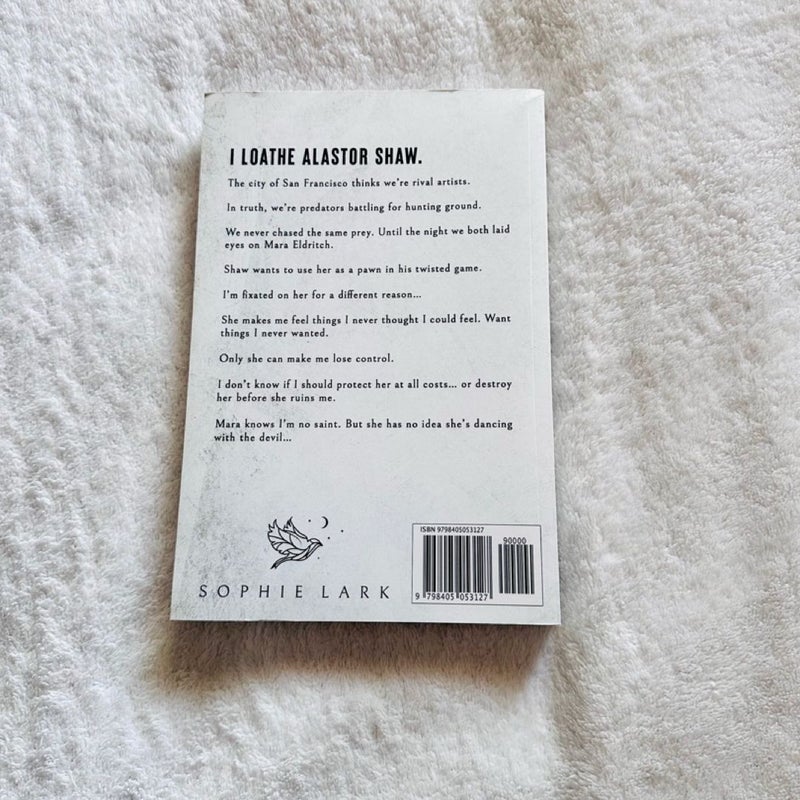 I LOATHE ALASTOR SHAW.
The city of San Francisco thinks we're rival artists.
In truth, we're predators battling for hunting ground.
We never chased the same prey. Until the night we both laid
eyes on Mara Eldritch.
Shaw wants to use her as a pawn in his twisted game.
I'm fixated on her for a different reason...
She makes me feel things I never thought I could feel. Want
things I never wanted.
Only she can make me lose control.
I don't know if I should protect her at all costs... or destroy
her before she ruins me.
Mara knows I'm no saint. But she has no idea she's dancing
with the devil...
SOPHIE LARK
ISBN 9798405053127
90000
9 798405 053127